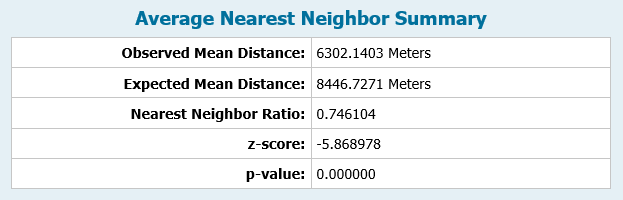 Average Nearest Neighbor Summary
Observed Mean Distance: 6302.1403 Meters
Expected Mean Distance: 8446.7271 Meters
Nearest Neighbor Ratio: 0.746104
z-score: -5.868978
p-value: 0.000000